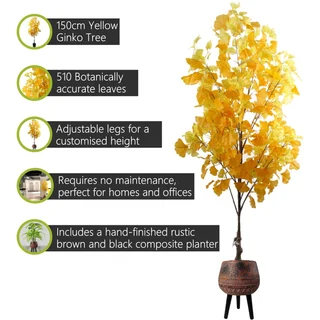 150cm Yellow
Ginko Tree
510 Botanically
accurate leaves
Adjustable legs for a
customised height
Requires no maintenance,
perfect for homes and offices
Includes a hand-finished rustic
brown and black composite planter